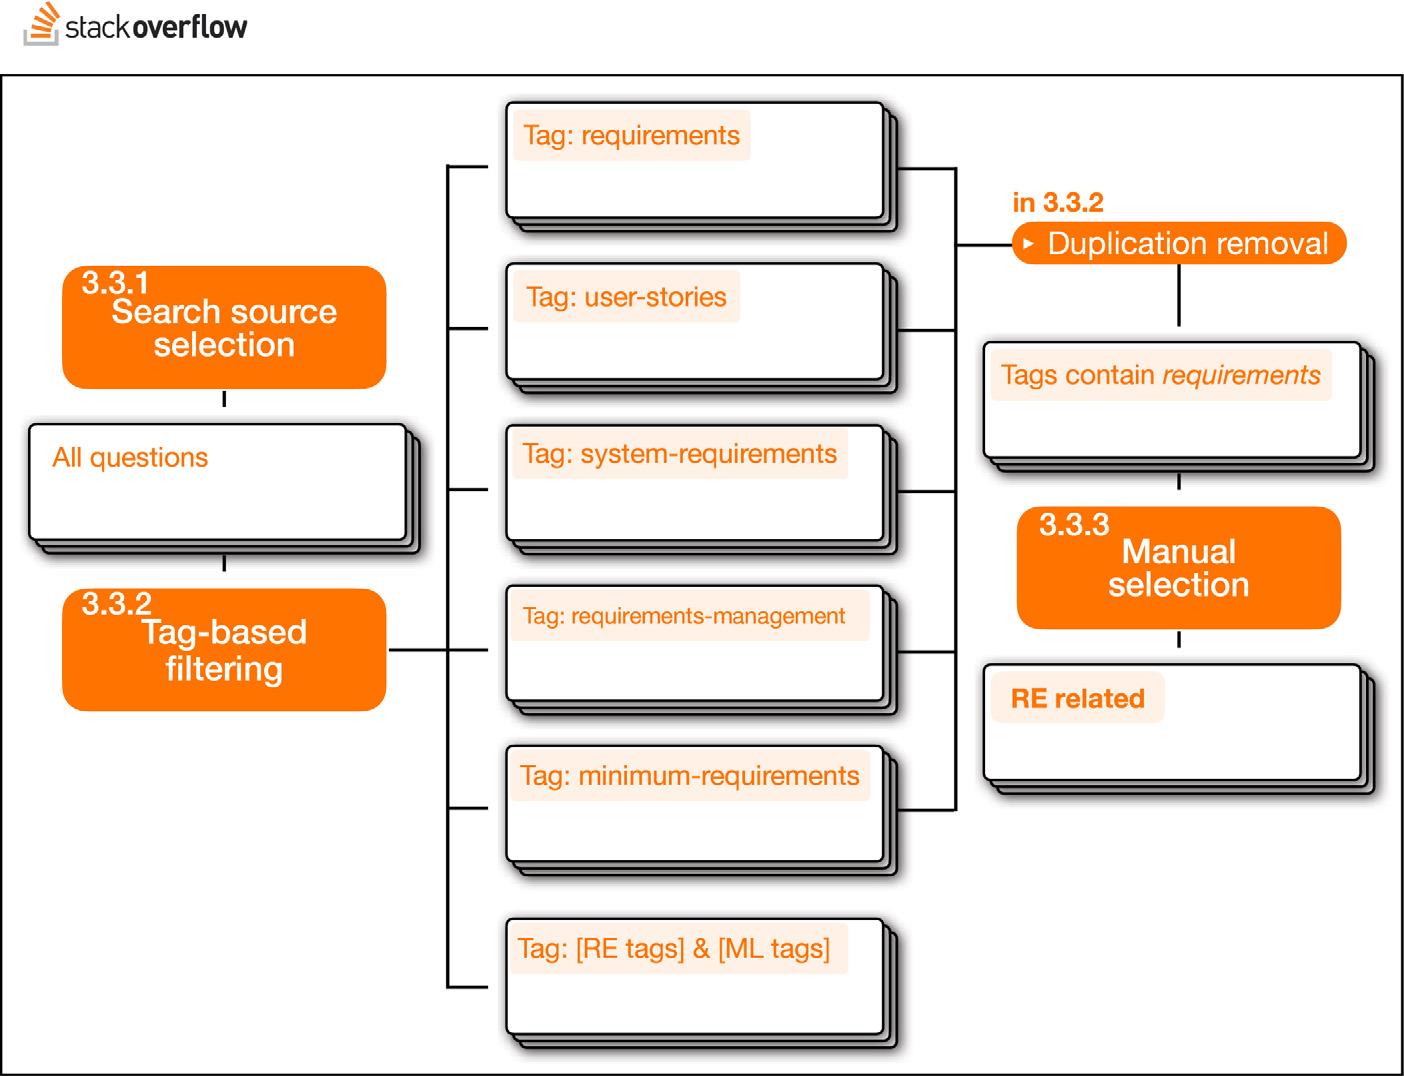 stackoverflow
3.3.1
Search source
selection
All questions
3.3.2
Tag-based
filtering
Tag: requirements
Tag: user-stories
Tag: system-requirements
Tag: requirements-management
Tag: minimum-requirements
Tag: [RE tags] & [ML tags]
in 3.3.2
Duplication removal
Tags contain requirements
3.3.3
Manual
selection
RE related